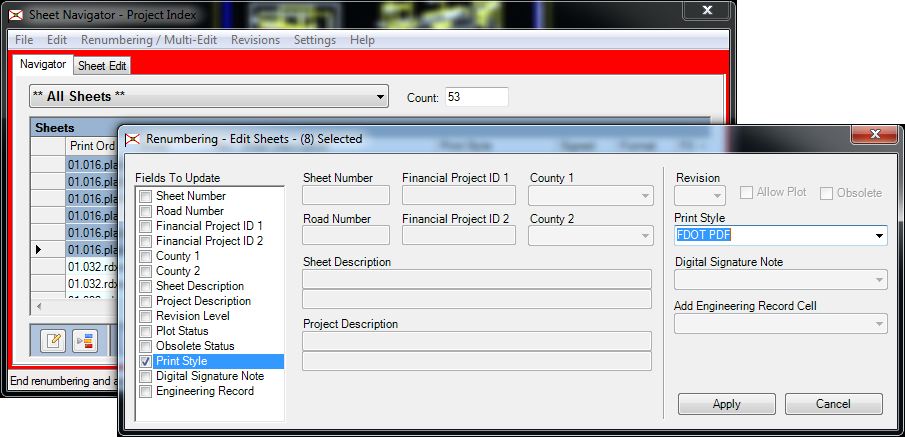 Sheet Navigator - Project Index
File Edit Renumbering / Multi-Edit Revisions Settings Help
Navigator Sheet Edit
** All Sheets ** Count: 53
Sheets
Print Ord
01.016.pla
01.016.pla
01.016.pla
01.016.pla
01.016.pla
01.016.pla
01.032.rdx
01.032.rdx
End renumbering and a
Renumbering - Edit Sheets - (8) Selected
Fields To Update
Sheet Number
Road Number
Financial Project ID 1
Financial Project ID 2
County 1
County 2
Sheet Description
Project Description
Revision Level
Plot Status
Obsolete Status
Print Style
Digital Signature Note
Engineering Record
Sheet Number Financial Project ID 1 County 1
Road Number Financial Project ID 2 County 2
Sheet Description
Project Description
Revision
Allow Plot Obsolete
Print Style
FDOT PDF
Digital Signature Note
Add Engineering Record Cell
Apply Cancel